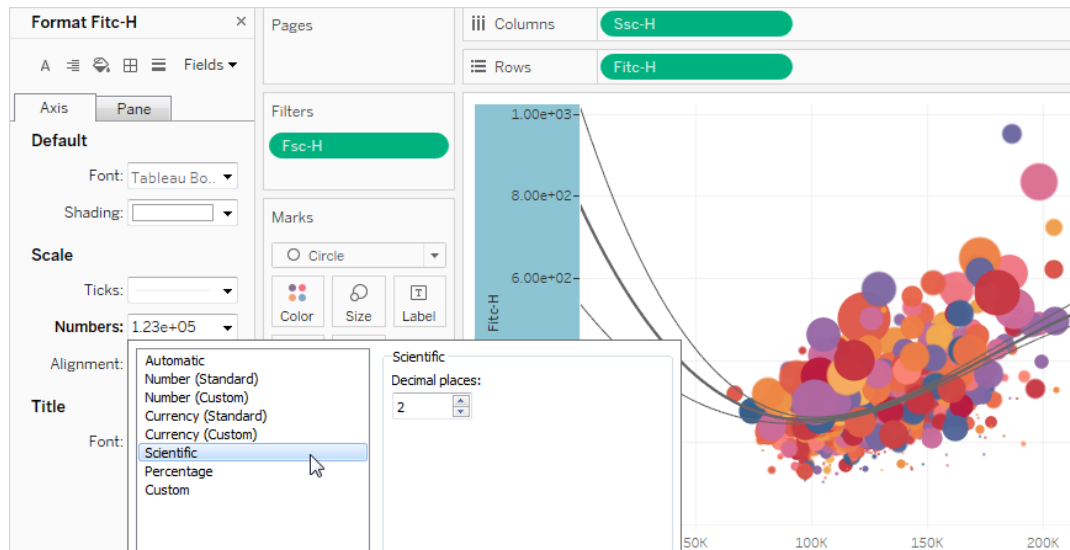 Format Fitc-H ×
A Fields
Axis Pane
Default
Font: Tableau Bo..
Shading:
Scale
Ticks:
Numbers: 1.23e+05
Alignment:
Title
Font:
Automatic
Number (Standard)
Number (Custom)
Currency (Standard)
Currency (Custom)
Scientific
Percentage
Custom
Scientific
Decimal places:
2
Pages
Filters
Fsc-H
Marks
Circle
Color Size T Label
Columns Ssc-H
Rows Fitc-H
1.00e+03
8.00e+02
6.00e+02
Fitc-H
50K 100K 150K 200K